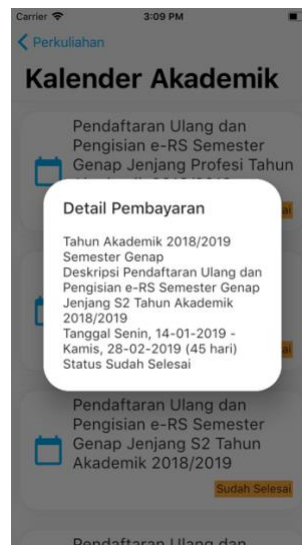 Carrier 3:09 PM
Perkuliahan
Kalender Akademik
Pendaftaran Ulang dan
Pengisian e-RS Semester
Genap Jenjang Profesi Tahun
Detail Pembayaran
Tahun Akademik 2018/2019
Semester Genap
Deskripsi Pendaftaran Ulang dan
Pengisian e-RS Semester Genap
Jenjang S2 Tahun Akademik
2018/2019
Tanggal Senin, 14-01-2019 -
Kamis, 28-02-2019 (45 hari)
Status Sudah Selesai
Pendaftaran Ulang dan
Pengisian e-RS Semester
Genap Jenjang S2 Tahun
Akademik 2018/2019
Sudah Selesai
Pendaftaran Ulang dan